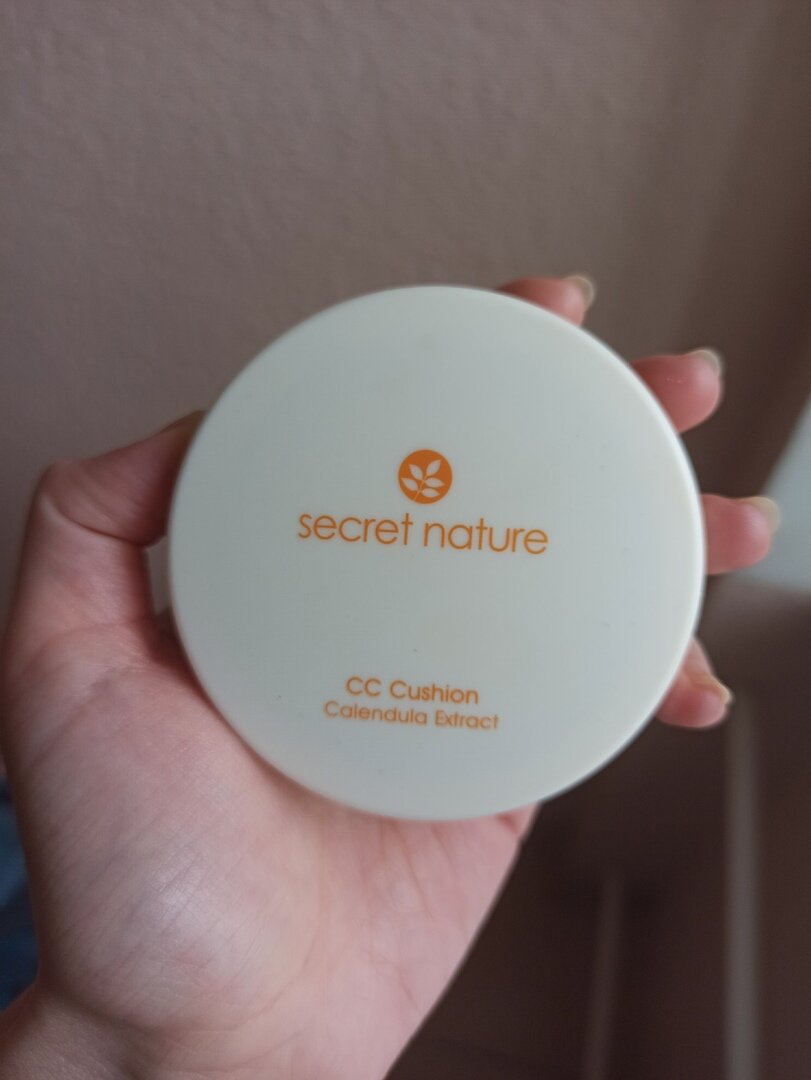 secret nature
CC Cushion
Calendula Extract